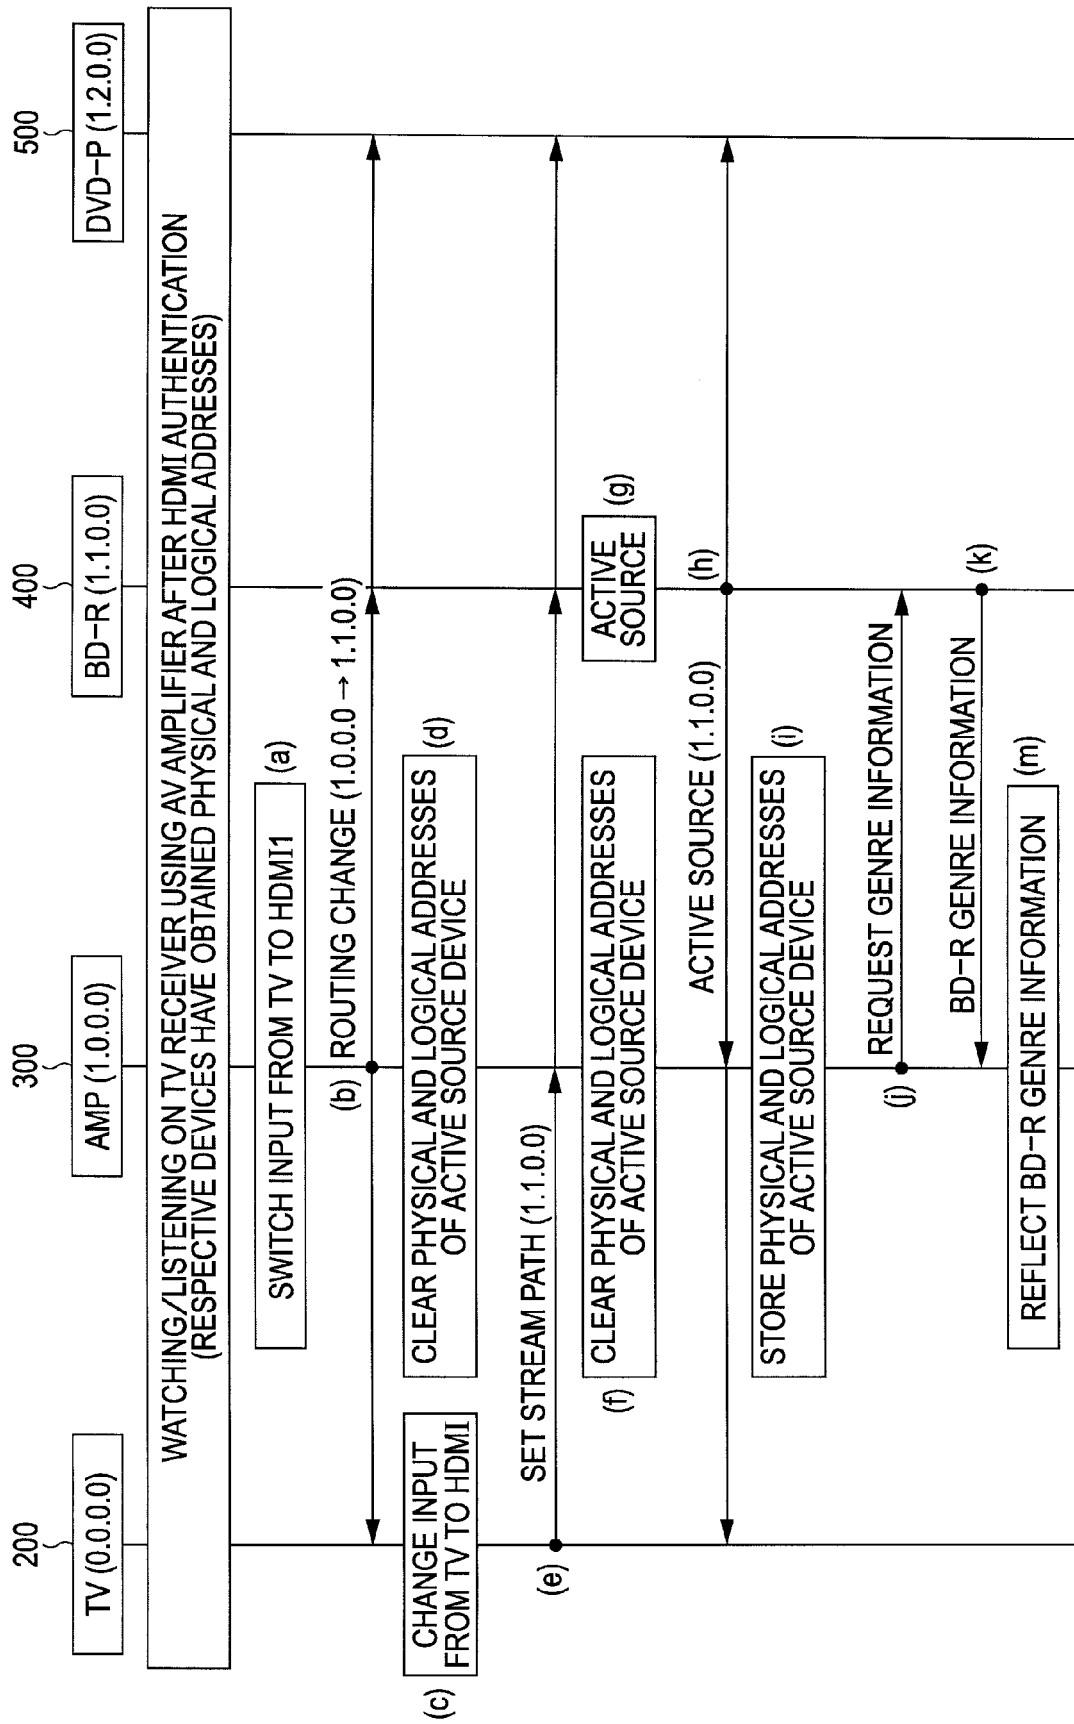 200
300
400
500
TV (0.0.0.0)
AMP (1.0.0.0)
BD-R (1.1.0.0)
DVD-P (1.2.0.0)
WATCHING/LISTENING ON TV RECEIVER USING AV AMPLIFIER AFTER HDMI AUTHENTICATION
(RESPECTIVE DEVICES HAVE OBTAINED PHYSICAL AND LOGICAL ADDRESSES)
SWITCH INPUT FROM TV TO HDMI1
(a)
(b)
ROUTING CHANGE (1.0.0.0 → 1.1.0.0)
(c)
CHANGE INPUT
FROM TV TO HDMI
CLEAR PHYSICAL AND LOGICAL ADDRESSES
OF ACTIVE SOURCE DEVICE
(d)
(e)
SET STREAM PATH (1.1.0.0)
(f)
CLEAR PHYSICAL AND LOGICAL ADDRESSES
OF ACTIVE SOURCE DEVICE
ACTIVE
SOURCE
(g)
ACTIVE SOURCE (1.1.0.0)
(h)
STORE PHYSICAL AND LOGICAL ADDRESSES
OF ACTIVE SOURCE DEVICE
(i)
(j)
REQUEST GENRE INFORMATION
BD-R GENRE INFORMATION
(k)
REFLECT BD-R GENRE INFORMATION
(m)